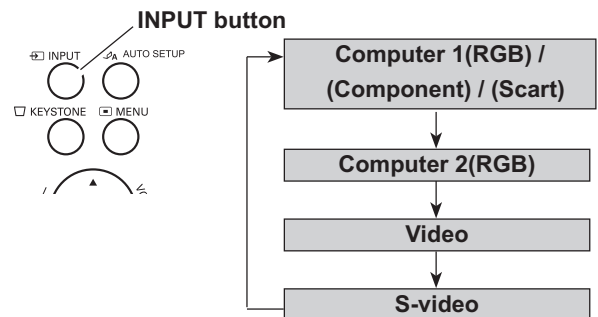 INPUT button
INPUT
AUTO SETUP
KEYSTONE
MENU
Computer 1(RGB) /
(Component) / (Scart)
Computer 2(RGB)
Video
S-video